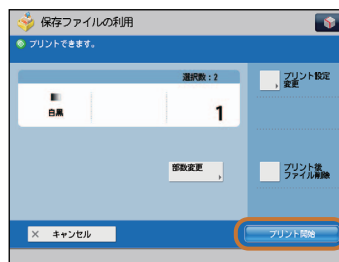 保存ファイルの利用
プリントできます。
選択数：2
白黒
1
プリント設定
変更
部数変更
プリント後
ファイル削除
× キャンセル
プリント開始